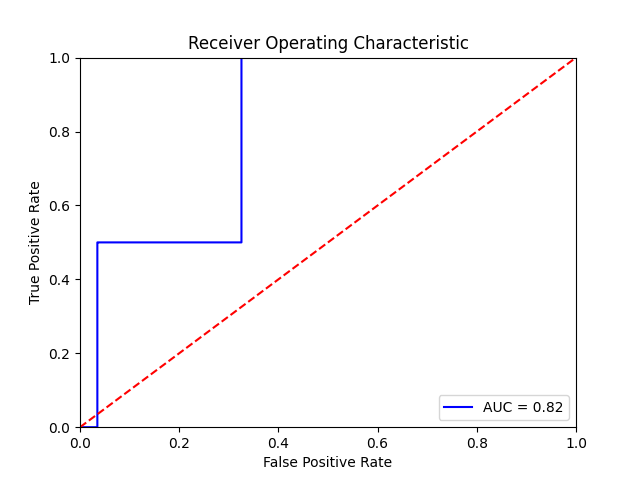 Receiver Operating Characteristic
1.0
0.8
0.6
0.4
0.2
0.0
True Positive Rate
AUC = 0.82
0.0 0.2 0.4 0.6 0.8 1.0
False Positive Rate